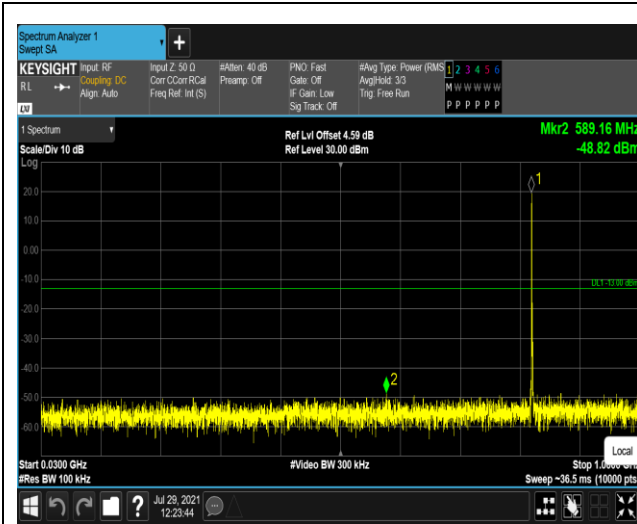 Spectrum Analyzer 1
Swept SA
KEYSIGHT
RL
Input: RF
Coupling: DC
Align: Auto
Input Z: 50 Ω
Corr CCorr RCal
Freq Ref: Int (S)
#Atten: 40 dB
Preamp: Off
PNO: Fast
Gate: Off
IF Gain: Low
Sig Track: Off
#Avg Type: Power (RMS
Avg|Hold: 3/3
Trig: Free Run
1 2 3 4 5 6
M W W W W W
P P P P P P
LXI
1 Spectrum
Scale/Div 10 dB
Ref Lvl Offset 4.59 dB
Ref Level 30.00 dBm
Mkr2 589.16 MHz
-48.82 dBm
Log
1
20.0
10.0
0.00
-10.0
DL1 -13.00 dBm
-20.0
-30.0
-40.0
2
-50.0
-60.0
Local
Start 0.0300 GHz
#Video BW 300 kHz
Stop 1.0000 GHz
#Res BW 100 kHz
Sweep ~36.5 ms (10000 pts
?
Jul 29, 2021
12:23:44